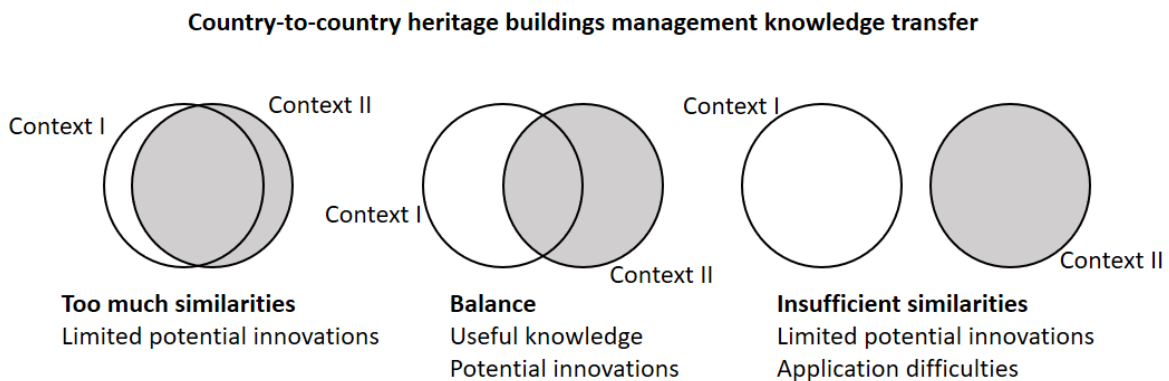 Country-to-country heritage buildings management knowledge transfer
Context I
Context II
Too much similarities
Limited potential innovations
Context I
Context II
Balance
Useful knowledge
Potential innovations
Context I
Context II
Insufficient similarities
Limited potential innovations
Application difficulties